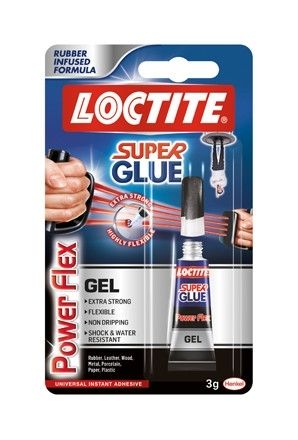 RUBBER
INFUSED
FORMULA
LOCTITE
SUPER
GLUE
EXTRA STRONG
HIGHLY FLEXIBLE
Power Flex
GEL
EXTRA STRONG
FLEXIBLE
NON DRIPPING
SHOCK & WATER
RESISTANT
Rubber, Leather, Wood,
Metal, Porcelain,
Paper, Plastic
UNIVERSAL INSTANT ADHESIVE
LOCTITE
SUPER
GLUE
Power Flex
GEL
3g
Henkel